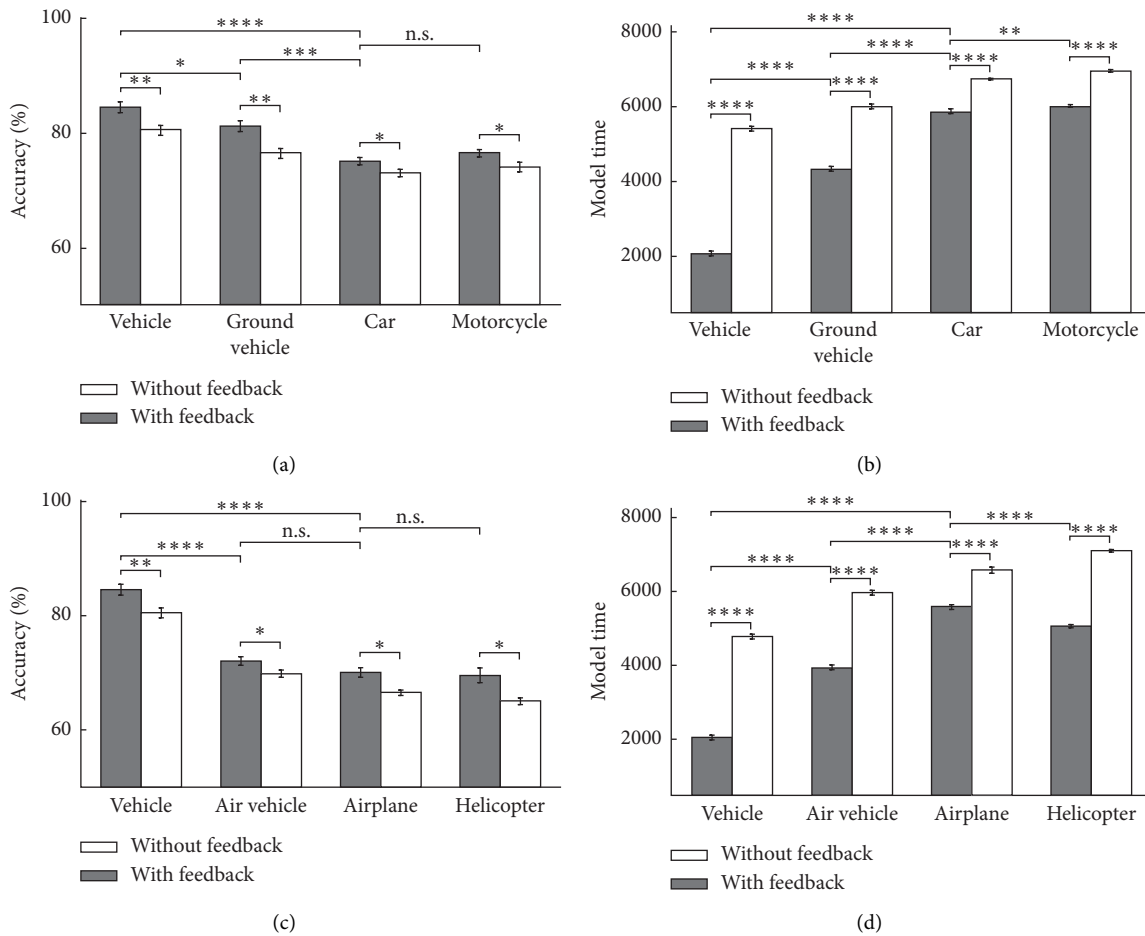 100
80
60
Accuracy (%)
****
n.s.
*
***
**
**
*
*
Vehicle
Ground
vehicle
Car
Motorcycle
Without feedback
With feedback
(a)
8000
6000
4000
2000
Model time
****
****
**
****
****
****
****
****
Vehicle
Ground
vehicle
Car
Motorcycle
Without feedback
With feedback
(b)
100
80
60
Accuracy (%)
****
n.s.
n.s.
****
**
*
*
*
Vehicle
Air vehicle
Airplane
Helicopter
Without feedback
With feedback
(c)
8000
6000
4000
2000
Model time
****
****
****
****
****
****
****
****
Vehicle
Air vehicle
Airplane
Helicopter
Without feedback
With feedback
(d)